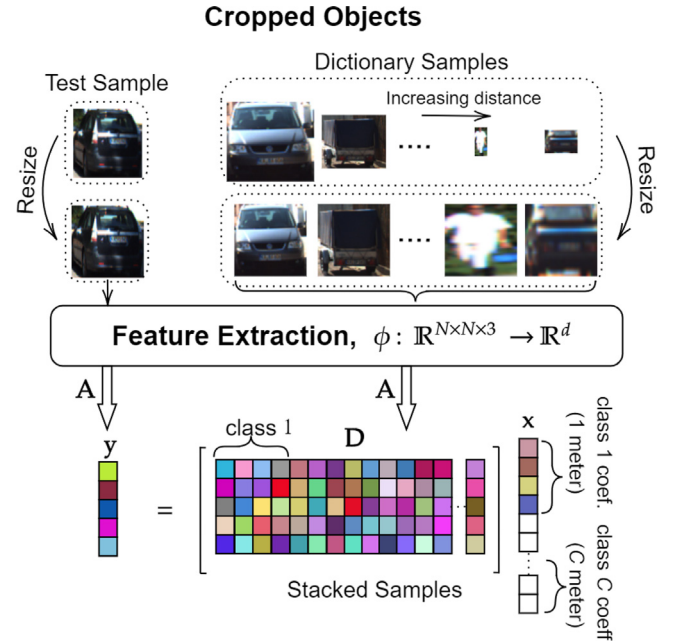 Cropped Objects
Test Sample
Dictionary Samples
Increasing distance
....
Resize
Resize
....
Feature Extraction, ϕ: ℝ^{N×N×3} → ℝ^d
A
A
y
class 1
D
x
=
...
Stacked Samples
class 1 coef.
(1 meter)
class C coeff
(C meter)